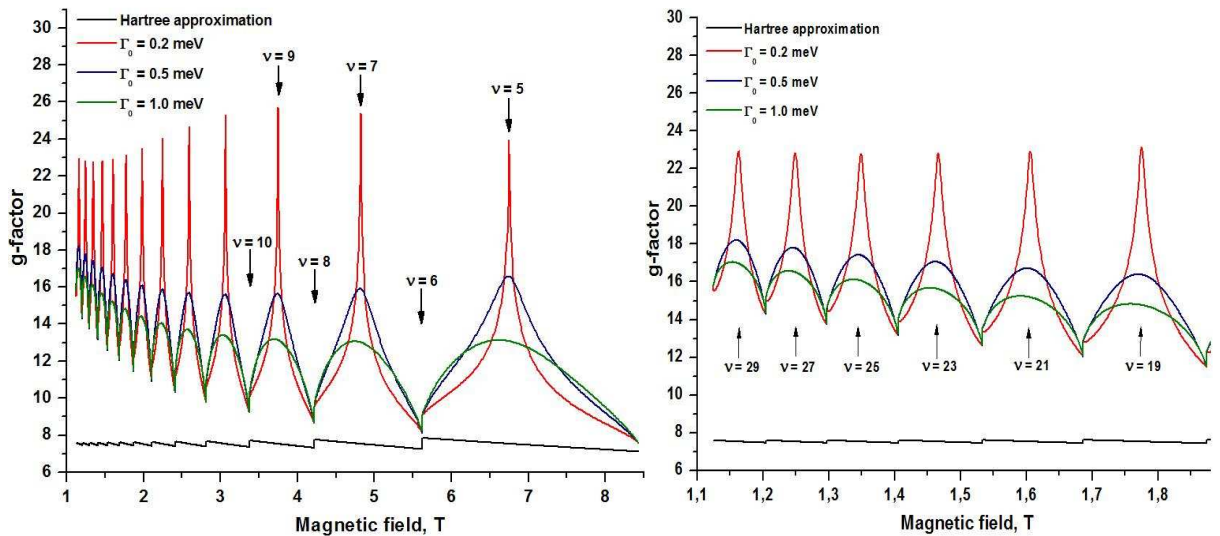 Hartree approximation
Γ₀ = 0.2 meV
Γ₀ = 0.5 meV
Γ₀ = 1.0 meV
ν = 9
ν = 7
ν = 5
ν = 10
ν = 8
ν = 6
g-factor
30
28
26
24
22
20
18
16
14
12
10
8
6
1 2 3 4 5 6 7 8
Magnetic field, T
Hartree approximation
Γ₀ = 0.2 meV
Γ₀ = 0.5 meV
Γ₀ = 1.0 meV
g-factor
30
28
26
24
22
20
18
16
14
12
10
8
6
ν = 29 ν = 27 ν = 25 ν = 23 ν = 21 ν = 19
1,1 1,2 1,3 1,4 1,5 1,6 1,7 1,8
Magnetic field, T